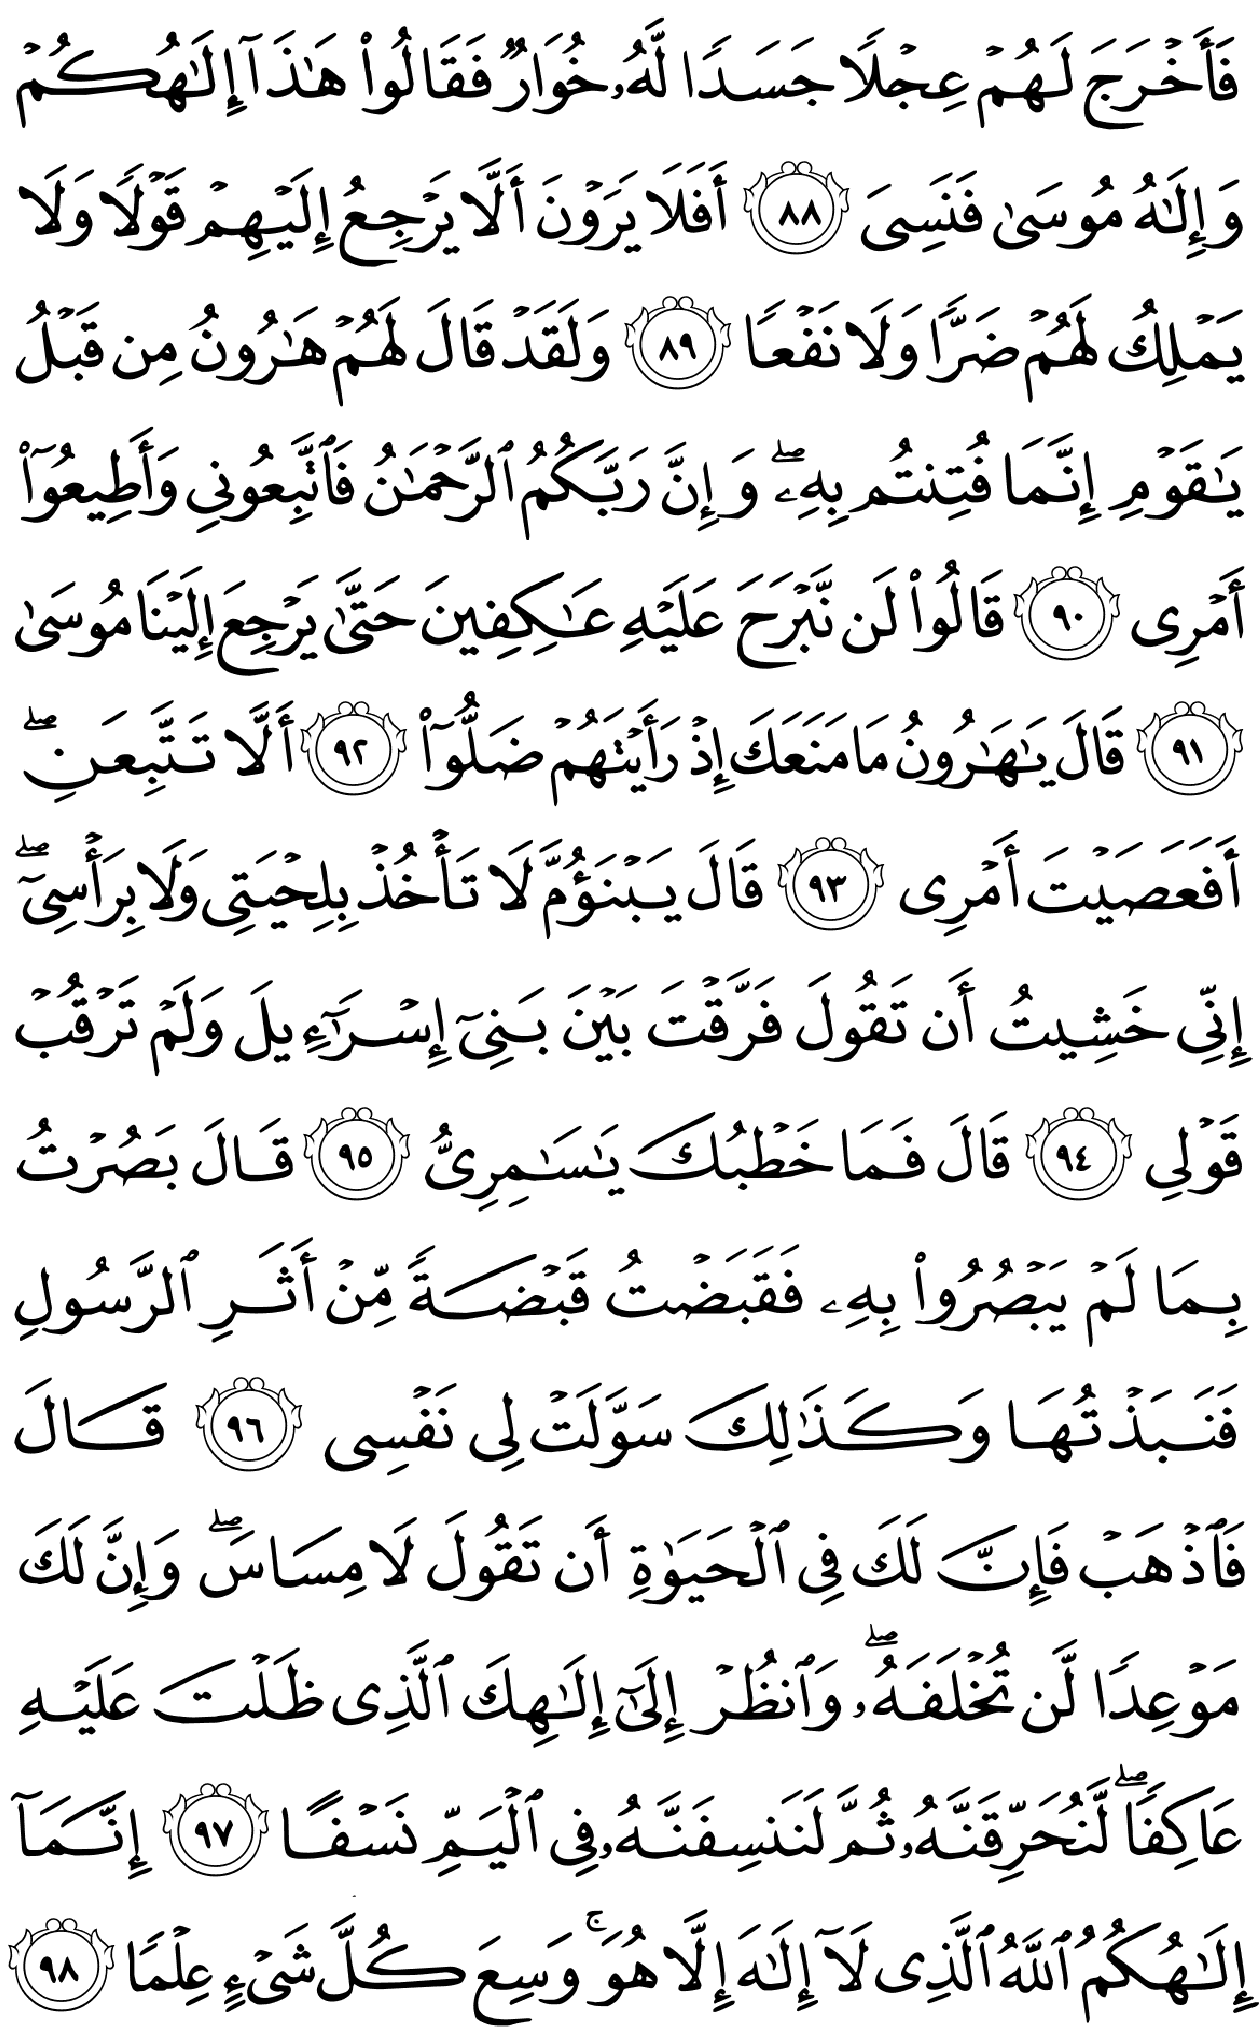 فَأَخۡرَجَ لَهُمۡ عِجۡلًا جَسَدًا لَّهُۥ خُوَارٌ فَقَالُوا۟ هَـٰذَآ إِلَـٰهُكُمۡ
وَإِلَـٰهُ مُوسَىٰ فَنَسِىَ ٨٨ أَفَلَا يَرَوۡنَ أَلَّا يَرۡجِعُ إِلَيۡهِمۡ قَوۡلًا وَلَا
يَمۡلِكُ لَهُمۡ ضَرًّا وَلَا نَفۡعًا ٨٩ وَلَقَدۡ قَالَ لَهُمۡ هَـٰرُونُ مِن قَبۡلُ
يَـٰقَوۡمِ إِنَّمَا فُتِنتُم بِهِۦۖ وَإِنَّ رَبَّكُمُ ٱلرَّحۡمَـٰنُ فَٱتَّبِعُونِى وَأَطِيعُوٓا۟
أَمۡرِى ٩٠ قَالُوا۟ لَن نَّبۡرَحَ عَلَيۡهِ عَـٰكِفِينَ حَتَّىٰ يَرۡجِعَ إِلَيۡنَا مُوسَىٰ
٩١ قَالَ يَـٰهَـٰرُونُ مَا مَنَعَكَ إِذۡ رَأَيۡتَهُمۡ ضَلُّوٓا۟ ٩٢ أَلَّا تَتَّبِعَنِۖ
أَفَعَصَيۡتَ أَمۡرِى ٩٣ قَالَ يَبۡنَؤُمَّ لَا تَأۡخُذۡ بِلِحۡيَتِى وَلَا بِرَأۡسِىٓۖ
إِنِّى خَشِيتُ أَن تَقُولَ فَرَّقۡتَ بَيۡنَ بَنِىٓ إِسۡرَٰٓءِيلَ وَلَمۡ تَرۡقُبۡ
قَوۡلِى ٩٤ قَالَ فَمَا خَطۡبُكَ يَـٰسَـٰمِرِىُّ ٩٥ قَالَ بَصُرۡتُ
بِمَا لَمۡ يَبۡصُرُوا۟ بِهِۦ فَقَبَضۡتُ قَبۡضَةً مِّنۡ أَثَرِ ٱلرَّسُولِ
فَنَبَذۡتُهَا وَكَذَٰلِكَ سَوَّلَتۡ لِى نَفۡسِى ٩٦ قَالَ
فَٱذۡهَبۡ فَإِنَّ لَكَ فِى ٱلۡحَيَوٰةِ أَن تَقُولَ لَا مِسَاسَۖ وَإِنَّ لَكَ
مَوۡعِدًا لَّن تُخۡلَفَهُۥۖ وَٱنظُرۡ إِلَىٰٓ إِلَـٰهِكَ ٱلَّذِى ظَلۡتَ عَلَيۡهِ
عَاكِفًاۖ لَّنُحَرِّقَنَّهُۥ ثُمَّ لَنَنسِفَنَّهُۥ فِى ٱلۡيَمِّ نَسۡفًا ٩٧ إِنَّمَآ
إِلَـٰهُكُمُ ٱللَّهُ ٱلَّذِى لَآ إِلَـٰهَ إِلَّا هُوَۚ وَسِعَ كُلَّ شَىۡءٍ عِلۡمًا ٩٨